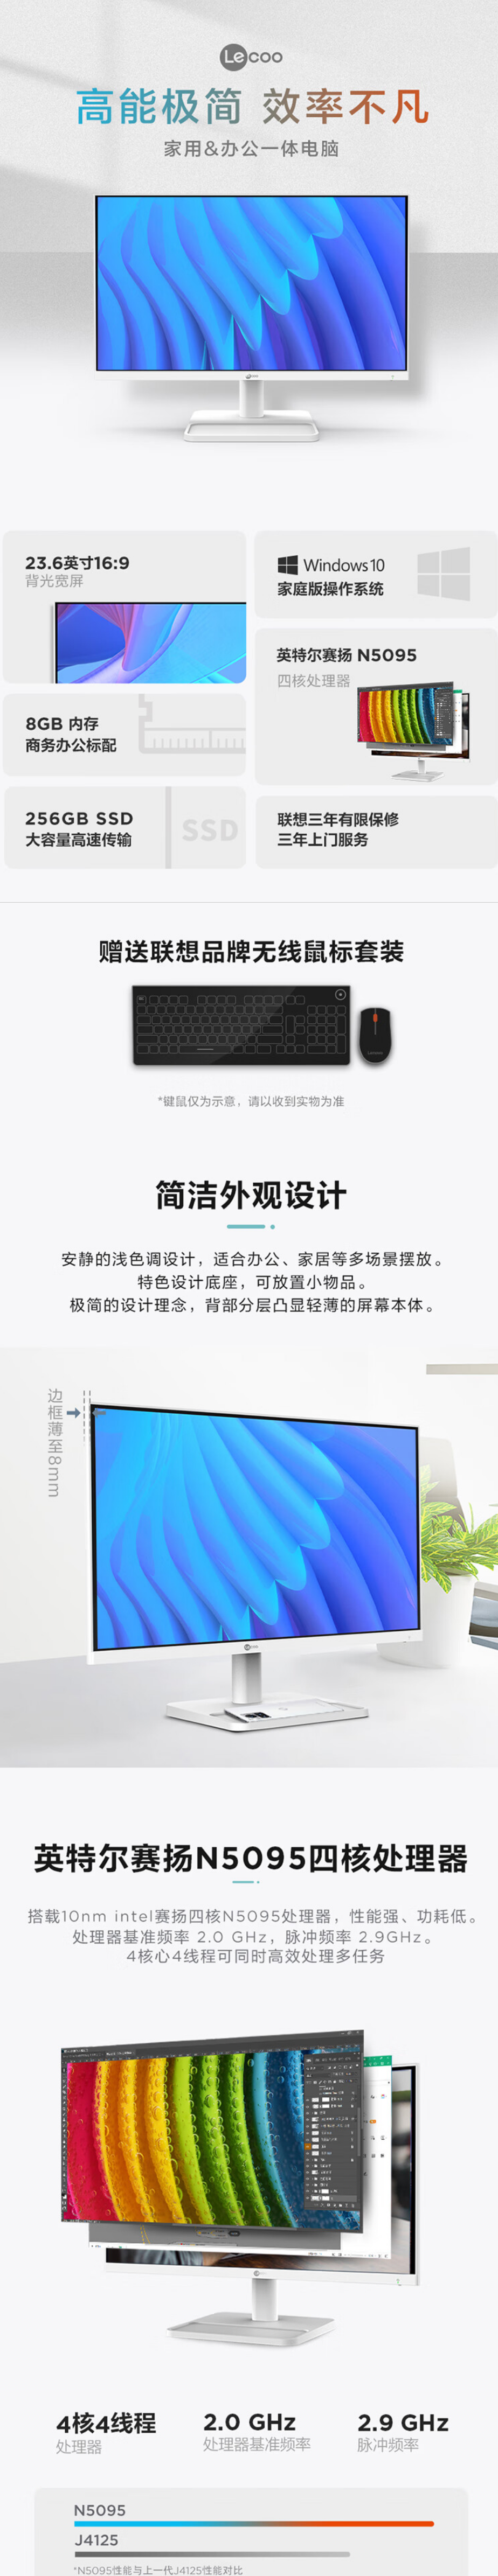 Lecoo
高能极简 效率不凡
家用&办公一体电脑
23.6英寸16:9
背光宽屏
Windows 10
家庭版操作系统
英特尔赛扬 N5095
四核处理器
8GB 内存
商务办公标配
256GB SSD
大容量高速传输
SSD
联想三年有限保修
三年上门服务
赠送联想品牌无线鼠标套装
*键鼠仅为示意，请以收到实物为准
简洁外观设计
安静的浅色调设计，适合办公、家居等多场景摆放。
特色设计底座，可放置小物品。
极简的设计理念，背部分层凸显轻薄的屏幕本体。
边框薄至8mm
英特尔赛扬N5095四核处理器
搭载10nm intel赛扬四核N5095处理器，性能强、功耗低。
处理器基准频率 2.0 GHz，脉冲频率 2.9GHz。
4核心4线程可同时高效处理多任务
4核4线程
处理器
2.0 GHz
处理器基准频率
2.9 GHz
脉冲频率
N5095
J4125
*N5095性能与上一代J4125性能对比